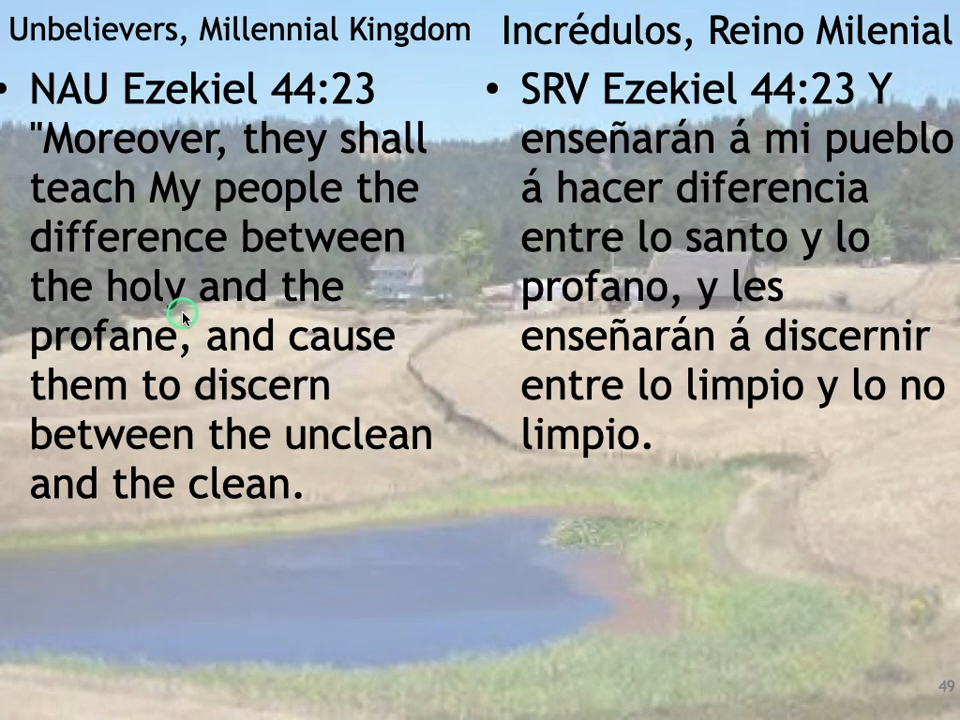 Unbelievers, Millennial Kingdom
• NAU Ezekiel 44:23
"Moreover, they shall
teach My people the
difference between
the holy and the
profane, and cause
them to discern
between the unclean
and the clean.
Incrédulos, Reino Milenial
• SRV Ezekiel 44:23 Y
enseñarán á mi pueblo
á hacer diferencia
entre lo santo y lo
profano, y les
enseñarán á discernir
entre lo limpio y lo no
limpio.
49